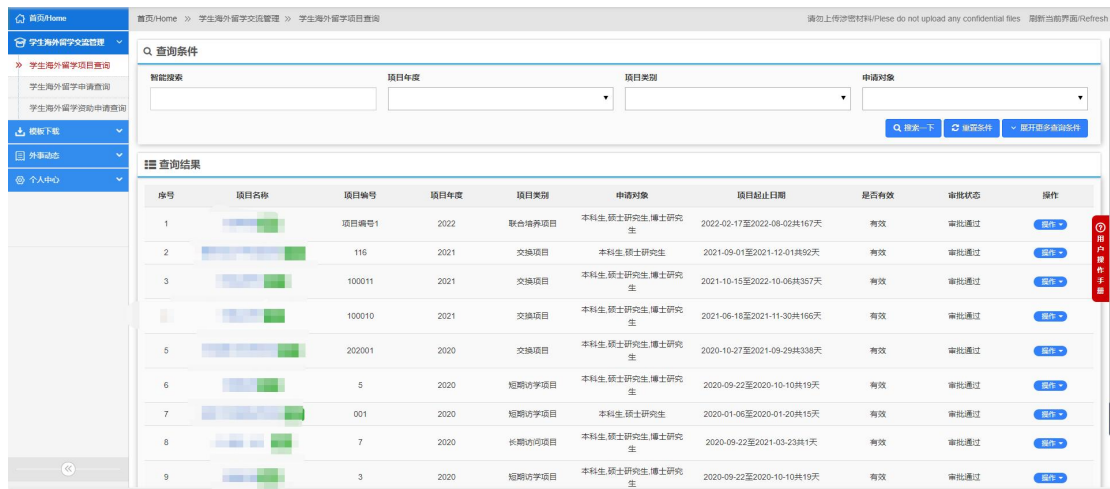 首页/Home
学生海外留学交流管理
学生海外留学项目查询
学生海外留学申请查询
学生海外留学资助申请查询
模板下载
外事动态
个人中心
首页/Home » 学生海外留学交流管理 » 学生海外留学项目查询
请勿上传涉密材料/Plese do not upload any confidential files 刷新当前界面/Refresh
查询条件
智能搜索 项目年度 项目类别 申请对象
搜索一下 重置条件 展开更多查询条件
查询结果
序号 项目名称 项目编号 项目年度 项目类别 申请对象 项目起止日期 是否有效 审批状态 操作
1 项目编号1 2022 联合培养项目 本科生,硕士研究生,博士研究生 2022-02-17至2022-08-02共167天 有效 审批通过 操作
2 116 2021 交换项目 本科生,硕士研究生 2021-09-01至2021-12-01共92天 有效 审批通过 操作
3 100011 2021 交换项目 本科生,硕士研究生,博士研究生 2021-10-15至2022-10-06共357天 有效 审批通过 操作
100010 2021 交换项目 本科生,硕士研究生,博士研究生 2021-06-18至2021-11-30共166天 有效 审批通过 操作
5 202001 2020 交换项目 本科生,硕士研究生,博士研究生 2020-10-27至2021-09-29共338天 有效 审批通过 操作
6 5 2020 短期访学项目 本科生,硕士研究生,博士研究生 2020-09-22至2020-10-10共19天 有效 审批通过 操作
7 001 2020 短期访学项目 本科生,硕士研究生 2020-01-06至2020-01-20共15天 有效 审批通过 操作
8 7 2020 长期访问项目 本科生,硕士研究生,博士研究生 2020-09-22至2021-03-23共1天 有效 审批通过 操作
9 3 2020 短期访学项目 本科生,硕士研究生,博士研究生 2020-09-22至2020-10-10共19天 有效 审批通过 操作
用户操作手册